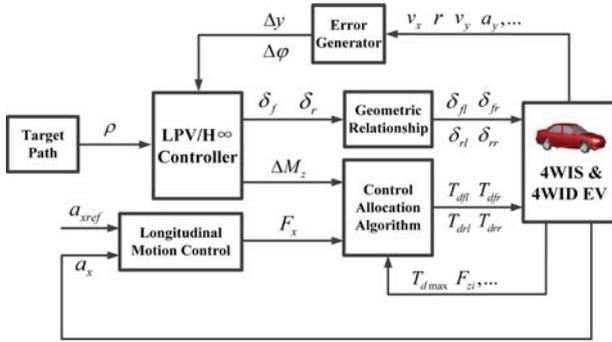 Δy
Δφ
Error
Generator
v_x r v_y a_y,...
Target
Path
ρ
LPV/H∞
Controller
δ_f δ_r
Geometric
Relationship
δ_fl δ_fr
δ_rl δ_rr
4WIS &
4WID EV
ΔM_z
Control
Allocation
Algorithm
T_dfl T_dfr
T_drl T_drr
a_xref
a_x
Longitudinal
Motion Control
F_x
T_dmax F_zi,...